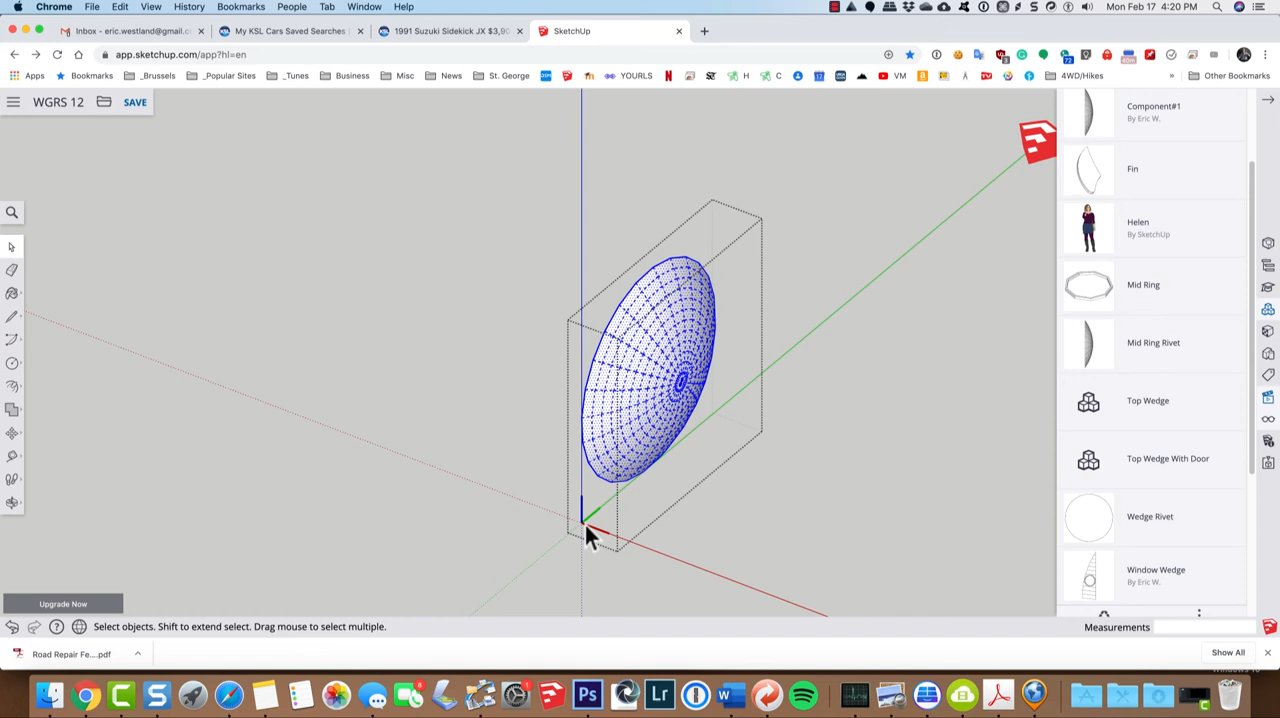 Chrome File Edit View History Bookmarks People Tab Window Help Mon Feb 17 4:20 PM
Inbox - eric.westland@gmail.c My KSL Cars Saved Searches | 1991 Suzuki Sidekick JX $3,90 SketchUp
app.sketchup.com/app?hl=en
Apps Bookmarks _Brussels _Popular Sites _Tunes Business Misc News St. George YOURLS H C VM 4WD/Hikes » Other Bookmarks
WGRS 12 SAVE
Component#1
By Eric W.
Fin
Helen
By SketchUp
Mid Ring
Mid Ring Rivet
Top Wedge
Top Wedge With Door
Wedge Rivet
Window Wedge
By Eric W.
Upgrade Now
Select objects. Shift to extend select. Drag mouse to select multiple. Measurements
Road Repair Fe....pdf Show All